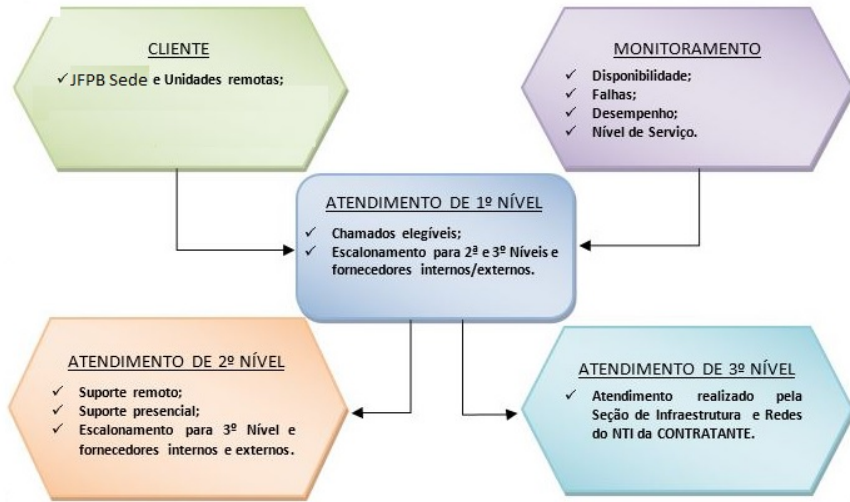 CLIENTE
✓ JFPB Sede e Unidades remotas;
MONITORAMENTO
✓ Disponibilidade;
✓ Falhas;
✓ Desempenho;
✓ Nível de Serviço.
ATENDIMENTO DE 1º NÍVEL
✓ Chamados elegíveis;
✓ Escalonamento para 2ª e 3º Níveis e
fornecedores internos/externos.
ATENDIMENTO DE 2º NÍVEL
✓ Suporte remoto;
✓ Suporte presencial;
✓ Escalonamento para 3º Nível e
fornecedores internos e externos.
ATENDIMENTO DE 3º NÍVEL
✓ Atendimento realizado pela
Seção de Infraestrutura e Redes
do NTI da CONTRATANTE.